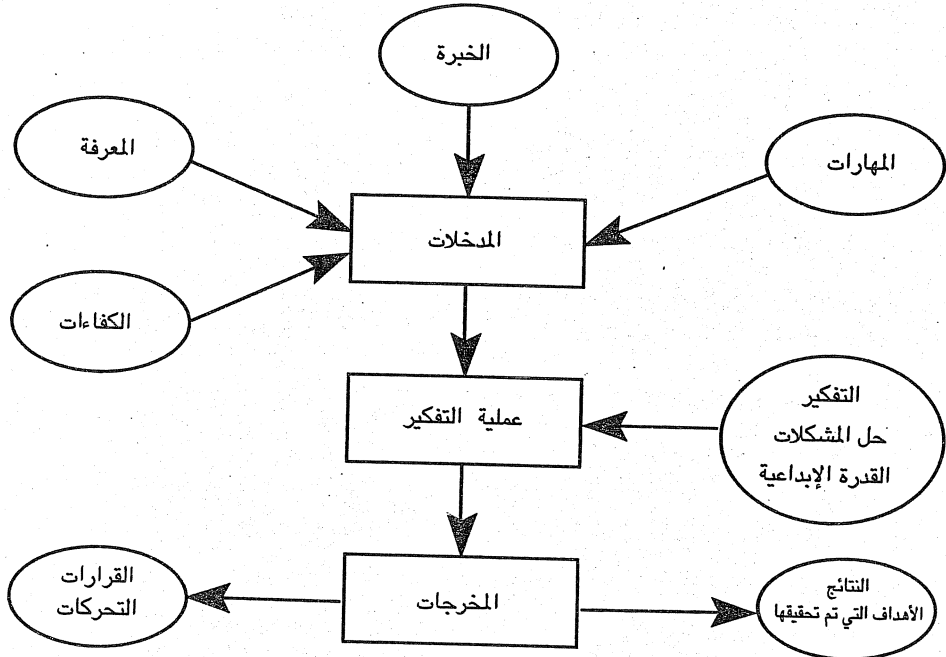 الخبرة
المعرفة
المهارات
المدخلات
الكفاءات
التفكير
حل المشكلات
القدرة الإبداعية
عملية التفكير
القرارات
التحركات
المخرجات
النتائج
الأهداف التي تم تحقيقها